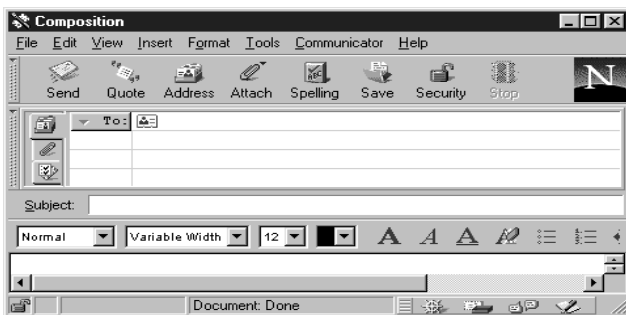 Composition
File Edit View Insert Format Tools Communicator Help
Send Quote Address Attach Spelling Save Security Stop N
To:
Subject:
Normal Variable Width 12 A A A
Document: Done